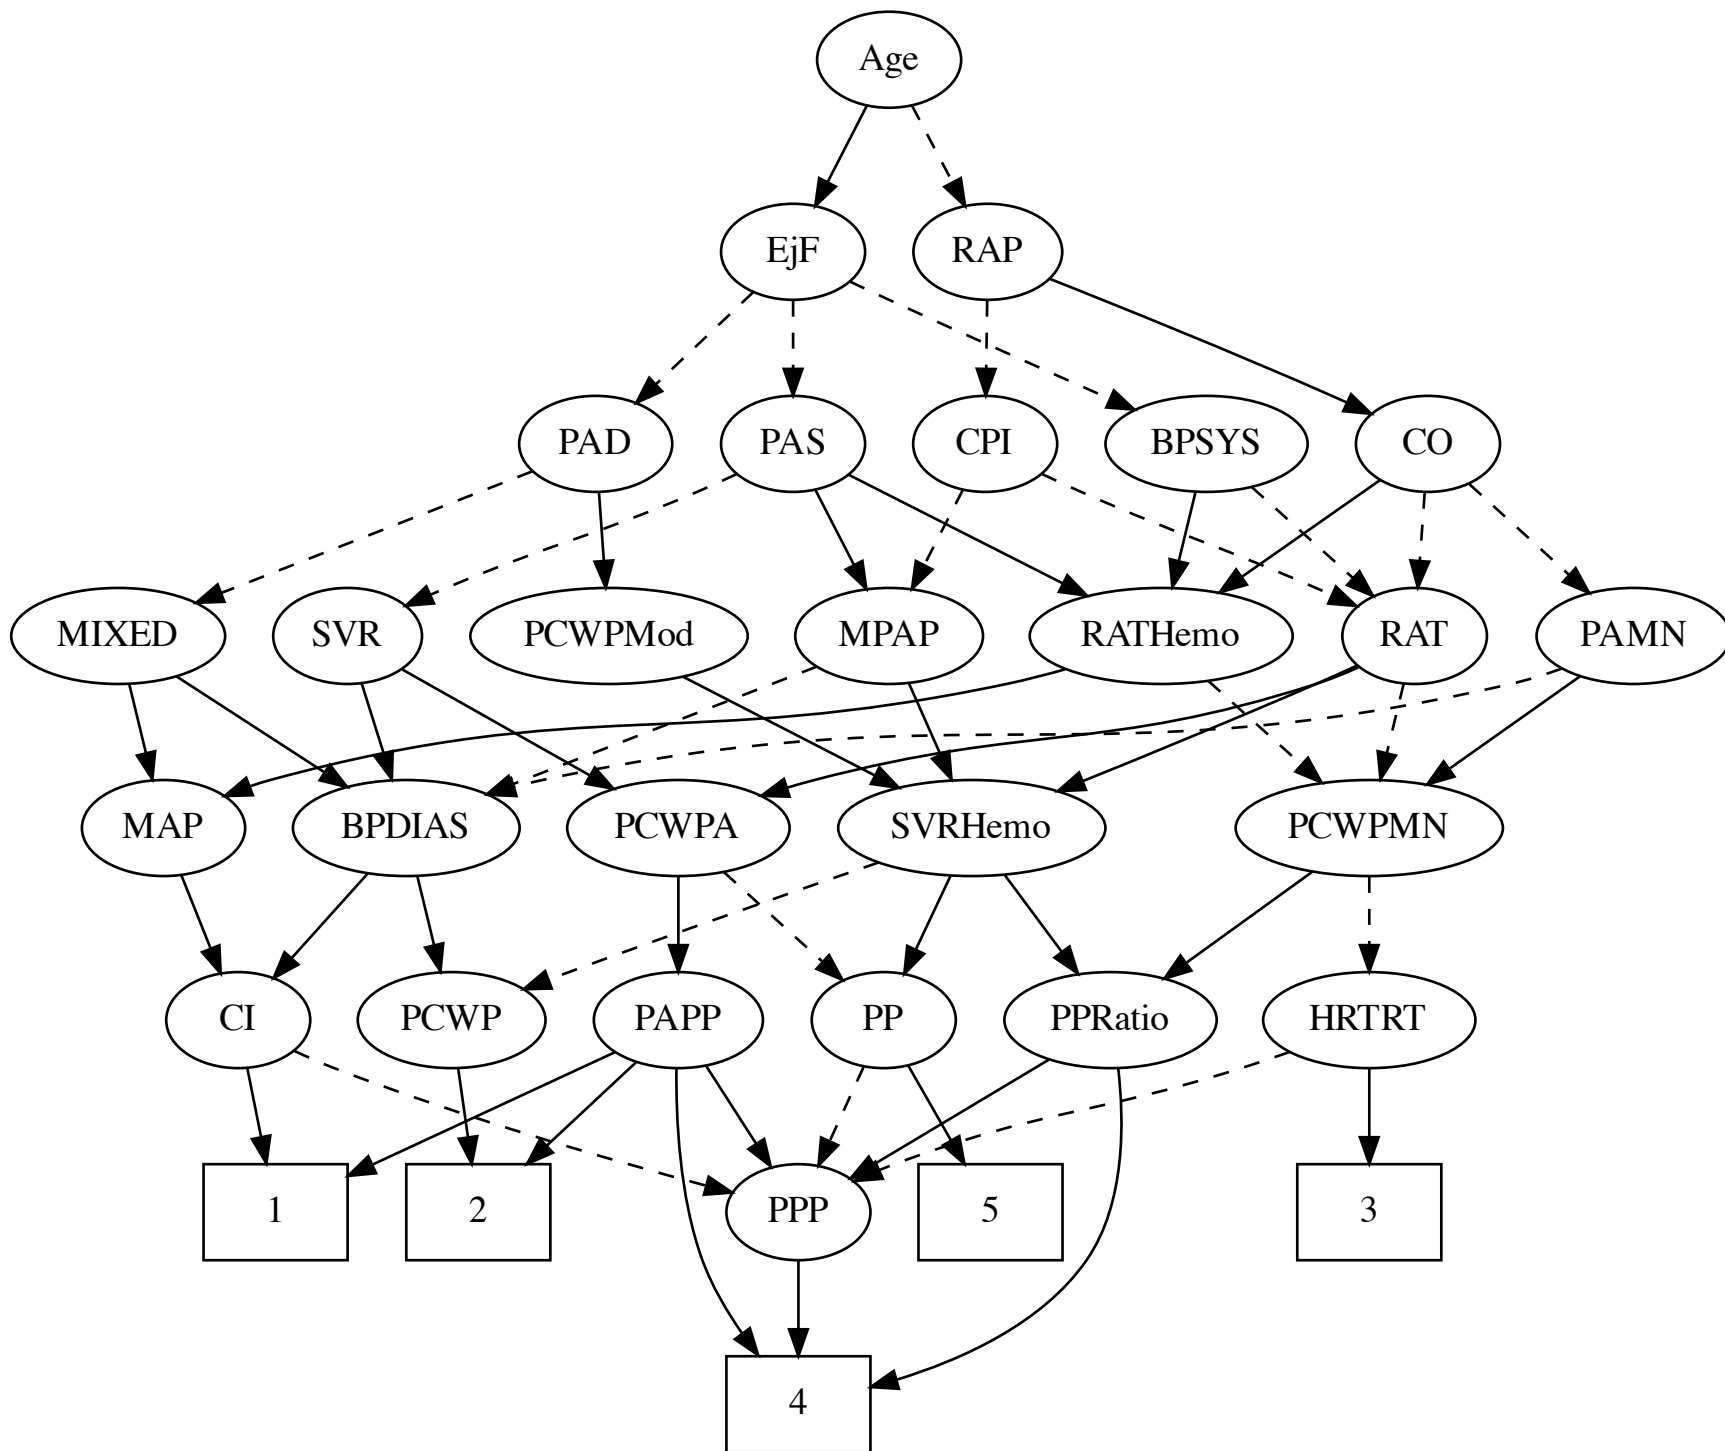 Age
EjF
RAP
PAD
PAS
CPI
BPSYS
CO
MIXED
SVR
PCWPMod
MPAP
RATHemo
RAT
PAMN
MAP
BPDIAS
PCWPA
SVRHemo
PCWPMN
CI
PCWP
PAPP
PP
PPRatio
HRTRT
1
2
PPP
5
3
4